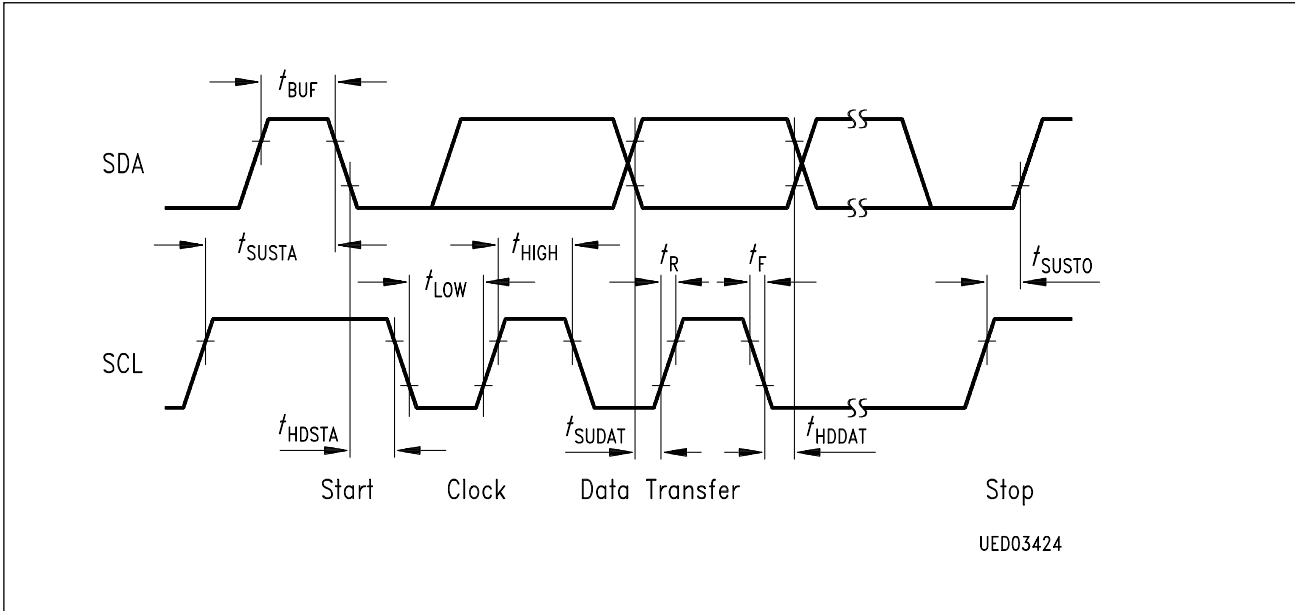 tBUF
SDA
tSUSTA
tHIGH
tR
tF
tSUSTO
tLOW
SCL
tHDSTA
tSUDAT
tHDDAT
Start
Clock
Data Transfer
Stop
UED03424